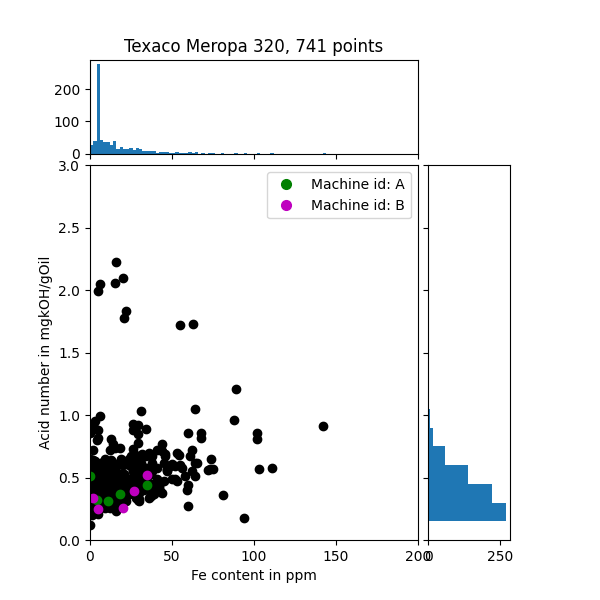 Texaco Meropa 320, 741 points
200
100
0
3.0
2.5
2.0
1.5
1.0
0.5
0.0
Acid number in mgkOH/gOil
Machine id: A
Machine id: B
0 50 100 150 200
0 250
Fe content in ppm